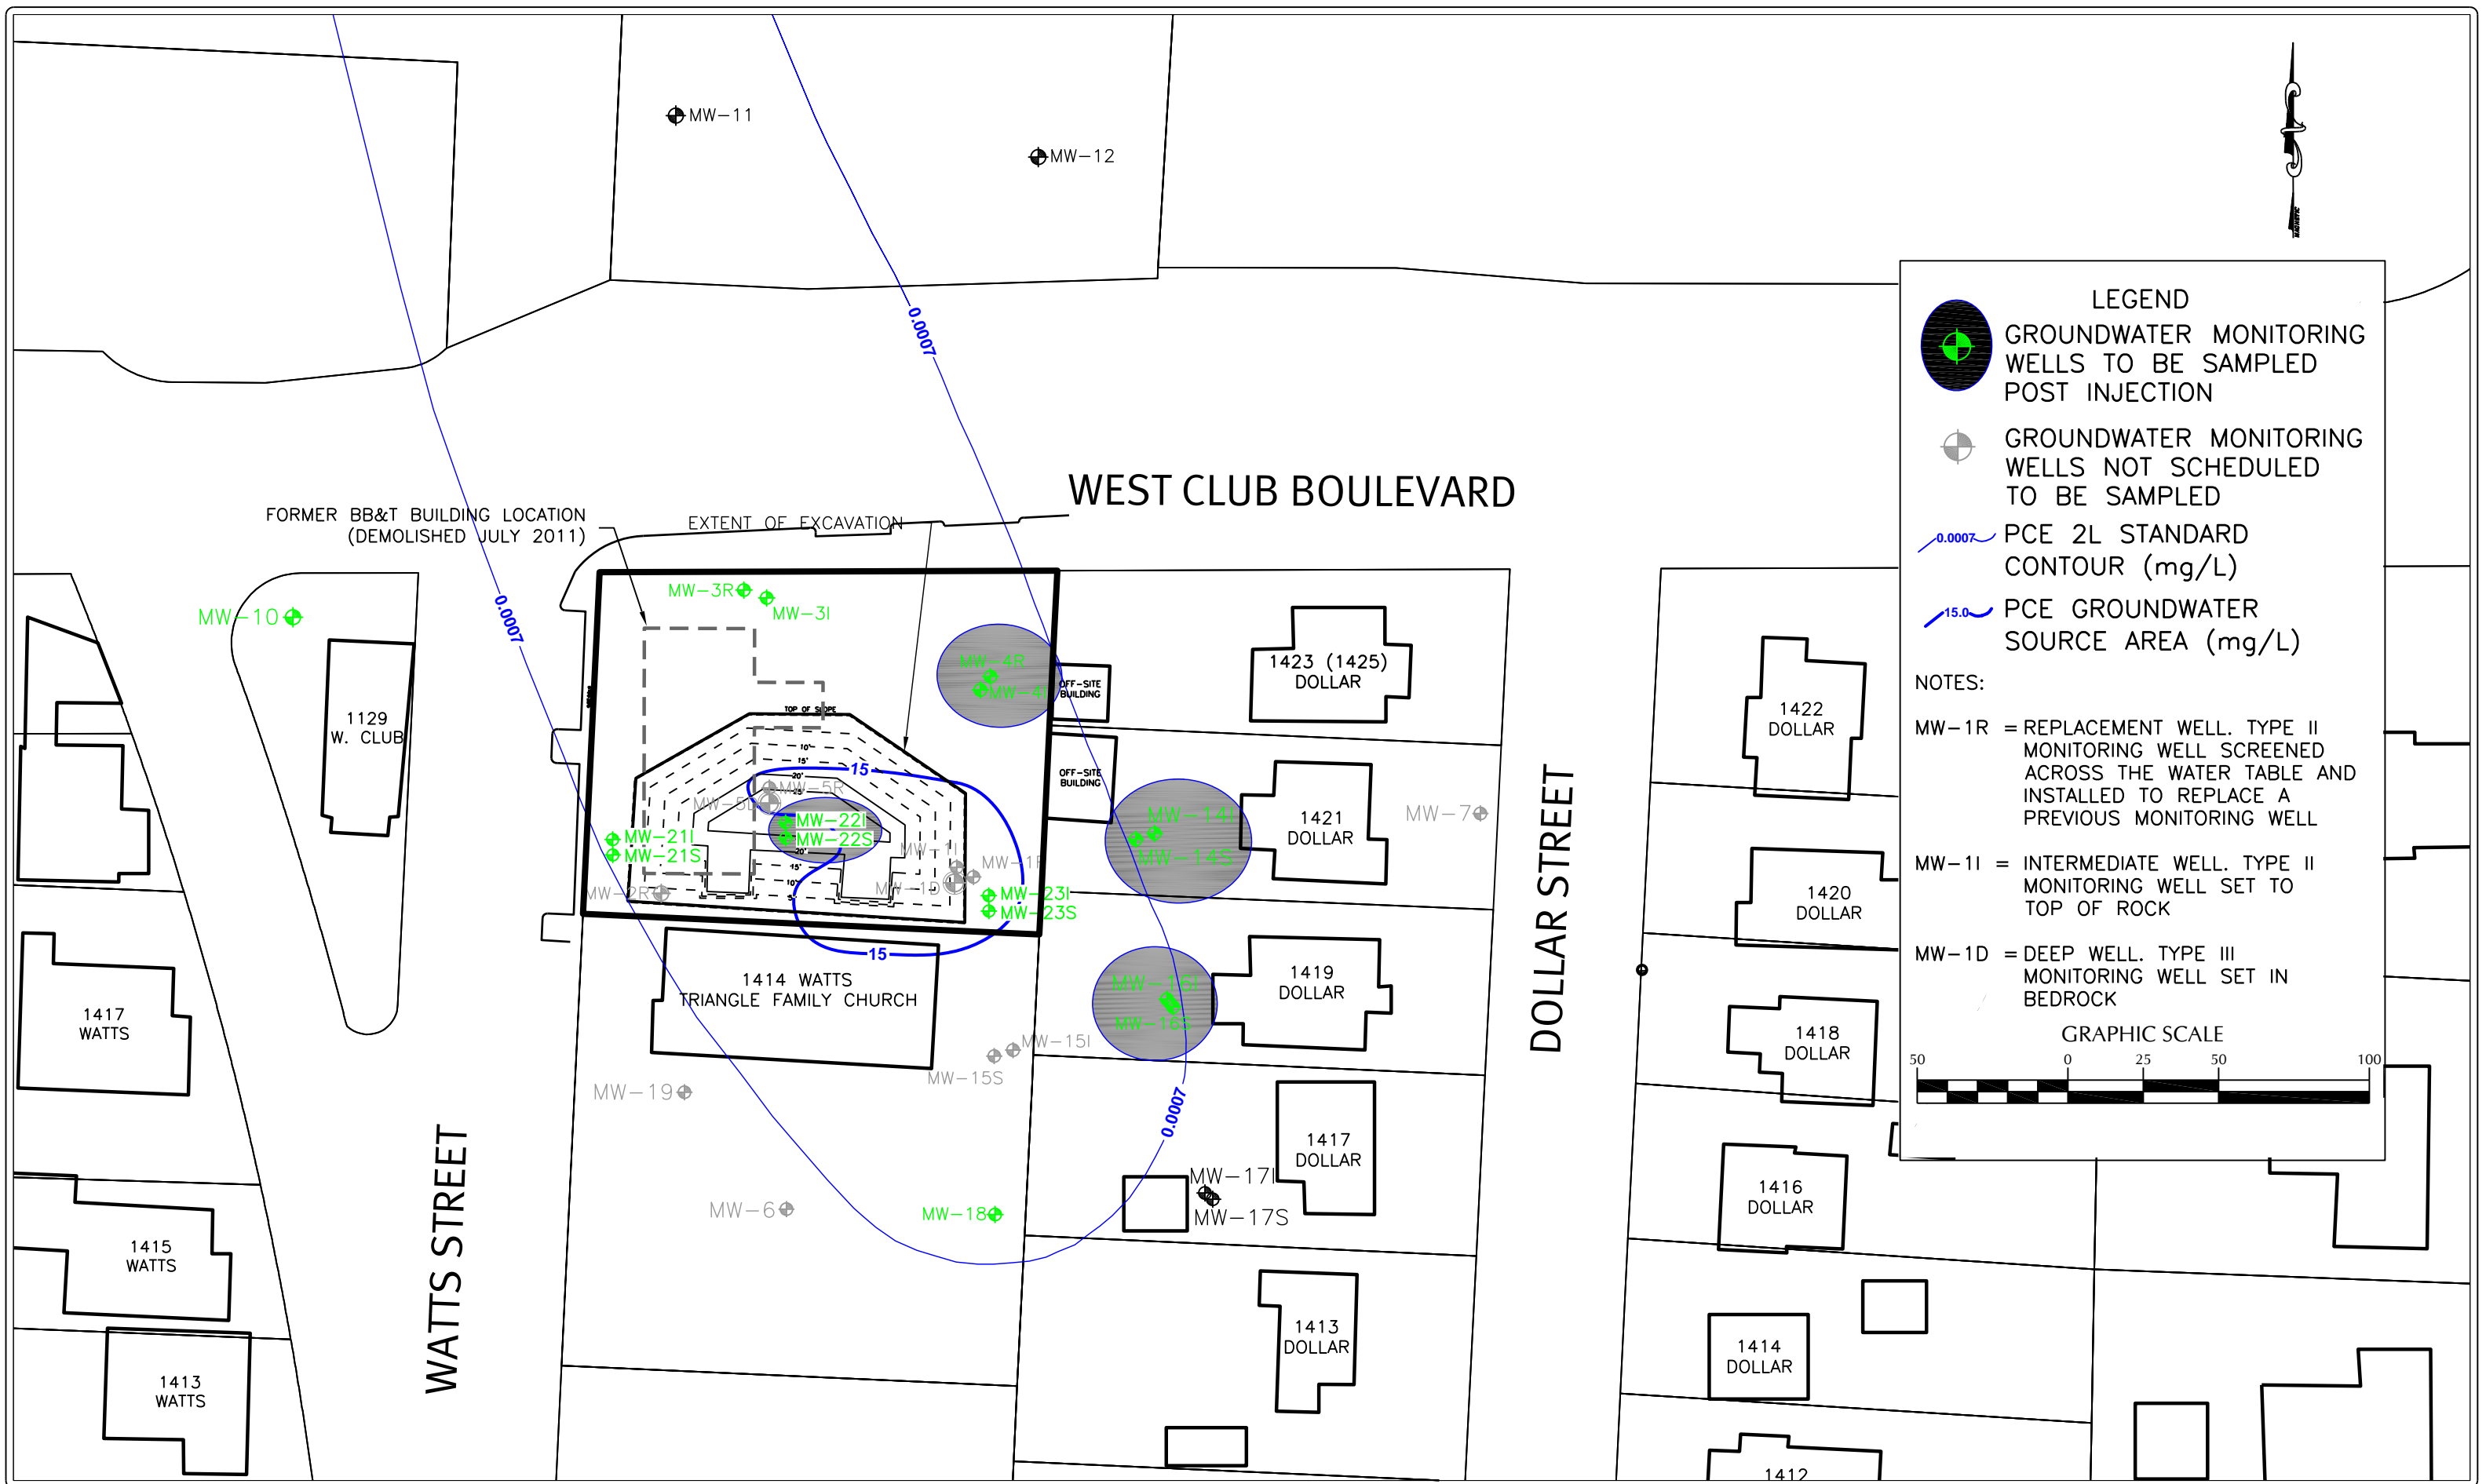 MW-11
MW-12
MAGNETIC
0.0007
WEST CLUB BOULEVARD
FORMER BB&T BUILDING LOCATION
(DEMOLISHED JULY 2011)
EXTENT OF EXCAVATION
0.0007
MW-10
MW-3R
MW-3I
MW-4R
MW-4I
OFF-SITE
BUILDING
1129
W. CLUB
TOP OF SLOPE
10'
15'
20'
25'
15
OFF-SITE
BUILDING
MW-5R
MW-22I
MW-22S
MW-21I
MW-21S
20'
15'
10'
5'
MW-2R
MW-1I
MW-1D
MW-23I
MW-23S
15
MW-14S
MW-7
1423 (1425)
DOLLAR
1421
DOLLAR
1419
DOLLAR
MW-16I
MW-16S
1414 WATTS
TRIANGLE FAMILY CHURCH
MW-15I
MW-15S
MW-19
MW-6
MW-18
0.0007
MW-17I
MW-17S
1417
DOLLAR
1413
DOLLAR
1417
WATTS
1415
WATTS
1413
WATTS
WATTS STREET
DOLLAR STREET
1422
DOLLAR
1420
DOLLAR
1418
DOLLAR
1416
DOLLAR
1414
DOLLAR
1412
LEGEND
GROUNDWATER MONITORING
WELLS TO BE SAMPLED
POST INJECTION
GROUNDWATER MONITORING
WELLS NOT SCHEDULED
TO BE SAMPLED
0.0007 PCE 2L STANDARD
CONTOUR (mg/L)
15.0 PCE GROUNDWATER
SOURCE AREA (mg/L)
NOTES:
MW-1R = REPLACEMENT WELL. TYPE II
MONITORING WELL SCREENED
ACROSS THE WATER TABLE AND
INSTALLED TO REPLACE A
PREVIOUS MONITORING WELL
MW-1I = INTERMEDIATE WELL. TYPE II
MONITORING WELL SET TO
TOP OF ROCK
MW-1D = DEEP WELL. TYPE III
MONITORING WELL SET IN
BEDROCK
GRAPHIC SCALE
50 0 25 50 100